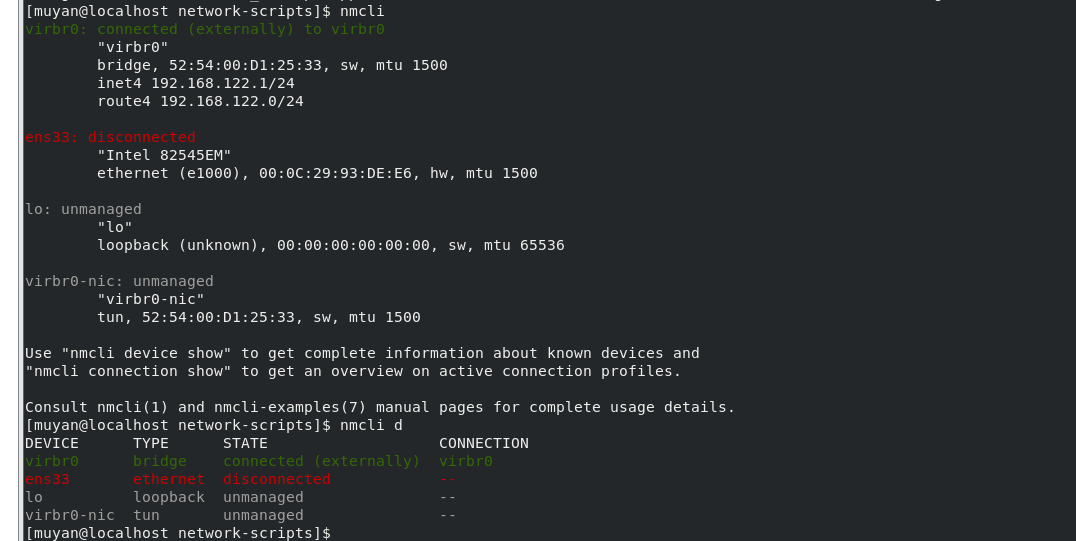 [muyan@localhost network-scripts]$ nmcli
virbr0: connected (externally) to virbr0
        "virbr0"
        bridge, 52:54:00:D1:25:33, sw, mtu 1500
        inet4 192.168.122.1/24
        route4 192.168.122.0/24

ens33: disconnected
        "Intel 82545EM"
        ethernet (e1000), 00:0C:29:93:DE:E6, hw, mtu 1500

lo: unmanaged
        "lo"
        loopback (unknown), 00:00:00:00:00:00, sw, mtu 65536

virbr0-nic: unmanaged
        "virbr0-nic"
        tun, 52:54:00:D1:25:33, sw, mtu 1500

Use "nmcli device show" to get complete information about known devices and
"nmcli connection show" to get an overview on active connection profiles.

Consult nmcli(1) and nmcli-examples(7) manual pages for complete usage details.
[muyan@localhost network-scripts]$ nmcli d
DEVICE      TYPE      STATE                   CONNECTION
virbr0      bridge    connected (externally)  virbr0
ens33       ethernet  disconnected            --
lo          loopback  unmanaged               --
virbr0-nic  tun       unmanaged               --
[muyan@localhost network-scripts]$